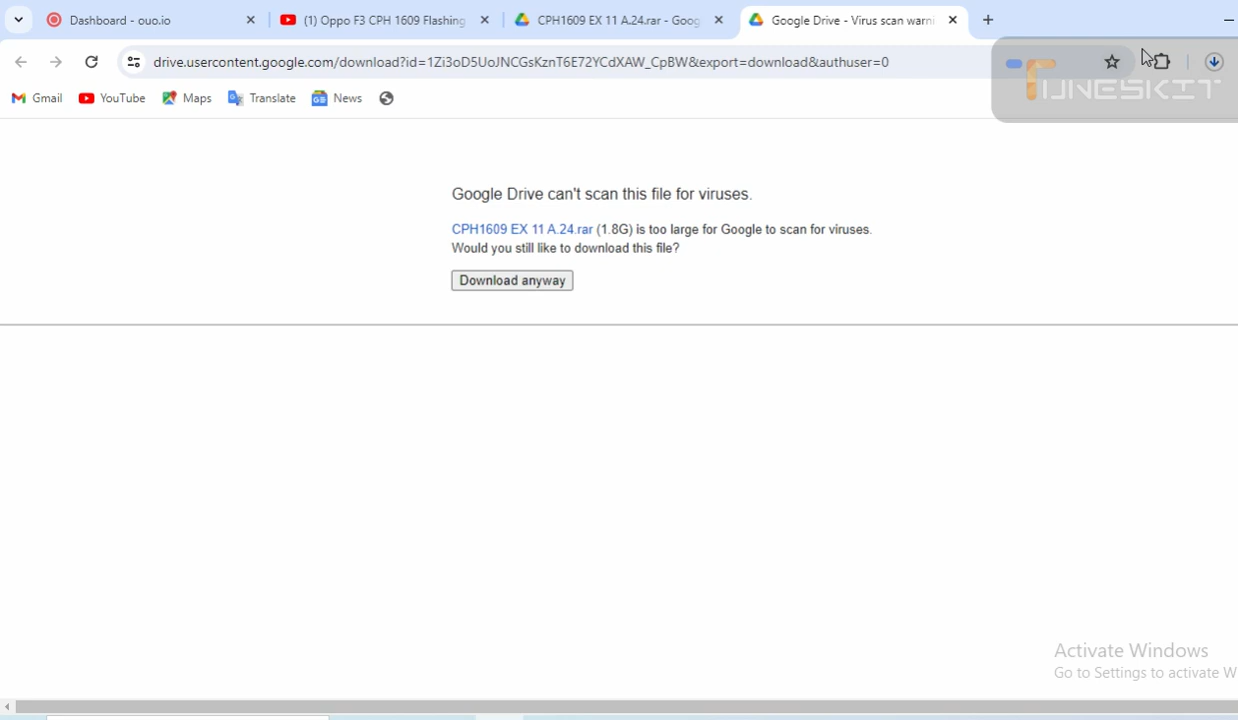 Dashboard - ouo.io
(1) Oppo F3 CPH 1609 Flashing
CPH1609 EX 11 A.24.rar - Goog
Google Drive - Virus scan warni
drive.usercontent.google.com/download?id=1Zi3oD5UoJNCGsKznT6E72YCdXAW_CpBW&export=download&authuser=0
TUNESKIT
Gmail
YouTube
Maps
Translate
News
Google Drive can't scan this file for viruses.
CPH1609 EX 11 A.24.rar (1.8G) is too large for Google to scan for viruses.
Would you still like to download this file?
Download anyway
Activate Windows
Go to Settings to activate W